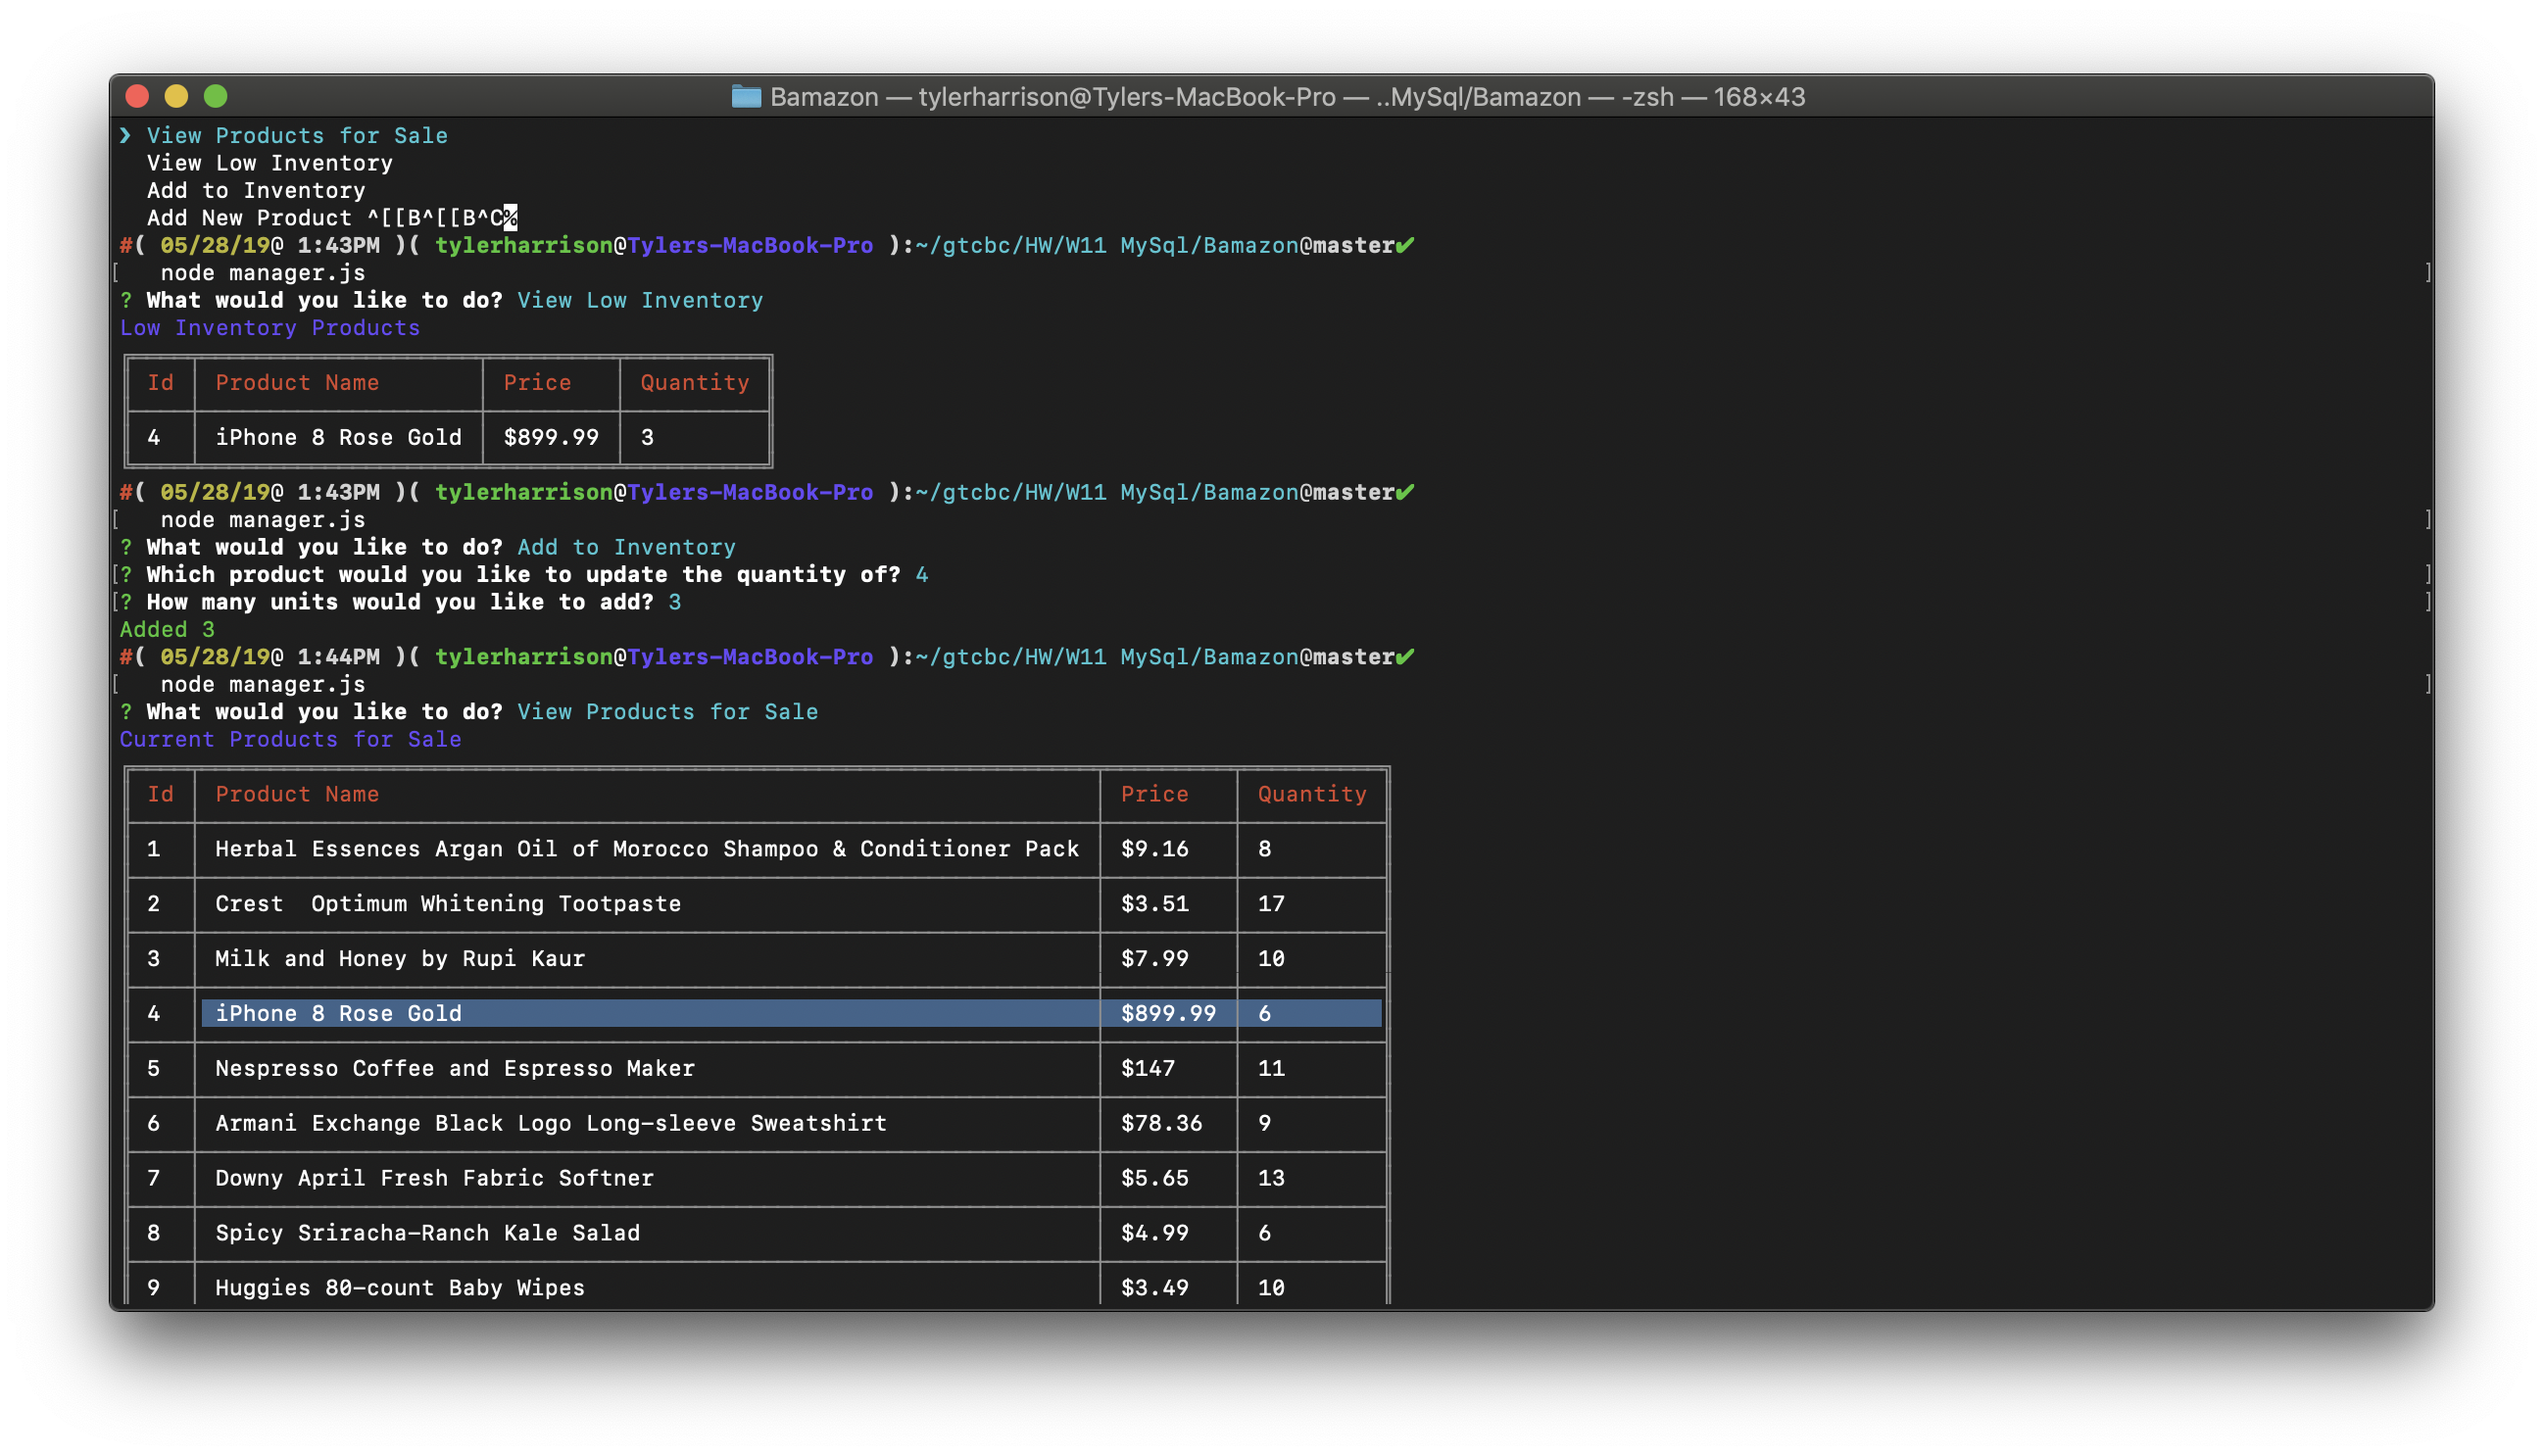 Bamazon — tylerharrison@Tylers-MacBook-Pro — ..MySql/Bamazon — -zsh — 168×43
❯ View Products for Sale
View Low Inventory
Add to Inventory
Add New Product ^[[B^[[B^C%
#( 05/28/19@ 1:43PM )( tylerharrison@Tylers-MacBook-Pro ):~/gtcbc/HW/W11 MySql/Bamazon@master✔
[   node manager.js ]
? What would you like to do? View Low Inventory
Low Inventory Products
Id Product Name Price Quantity
4 iPhone 8 Rose Gold $899.99 3
#( 05/28/19@ 1:43PM )( tylerharrison@Tylers-MacBook-Pro ):~/gtcbc/HW/W11 MySql/Bamazon@master✔
[   node manager.js ]
? What would you like to do? Add to Inventory
[? Which product would you like to update the quantity of? 4 ]
[? How many units would you like to add? 3 ]
Added 3
#( 05/28/19@ 1:44PM )( tylerharrison@Tylers-MacBook-Pro ):~/gtcbc/HW/W11 MySql/Bamazon@master✔
[   node manager.js ]
? What would you like to do? View Products for Sale
Current Products for Sale
Id Product Name Price Quantity
1 Herbal Essences Argan Oil of Morocco Shampoo & Conditioner Pack $9.16 8
2 Crest  Optimum Whitening Tootpaste $3.51 17
3 Milk and Honey by Rupi Kaur $7.99 10
4 iPhone 8 Rose Gold $899.99 6
5 Nespresso Coffee and Espresso Maker $147 11
6 Armani Exchange Black Logo Long-sleeve Sweatshirt $78.36 9
7 Downy April Fresh Fabric Softner $5.65 13
8 Spicy Sriracha-Ranch Kale Salad $4.99 6
9 Huggies 80-count Baby Wipes $3.49 10